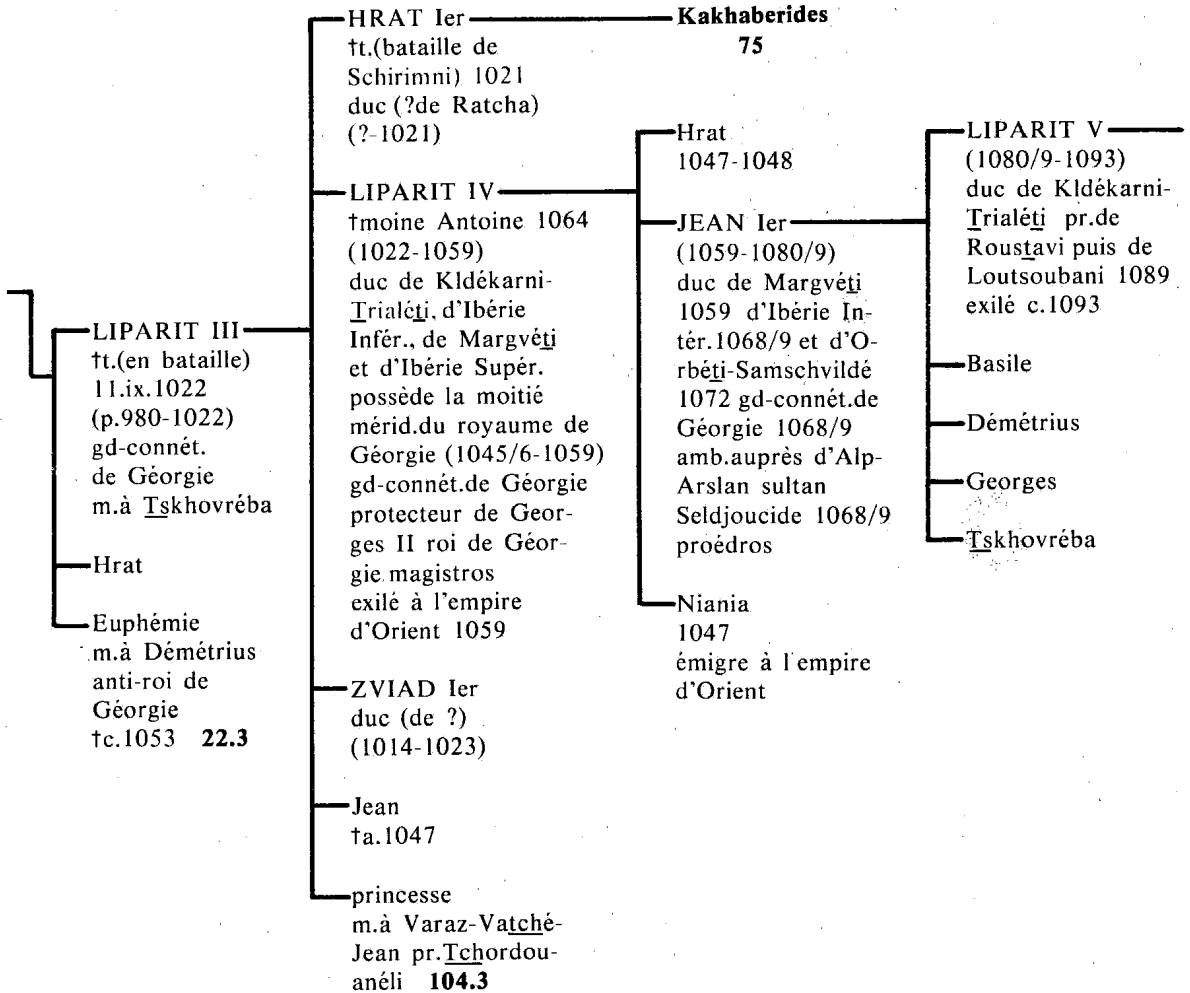 LIPARIT III
†t.(en bataille)
11.ix.1022
(p.980-1022)
gd-connét.
de Géorgie
m.à Tskhovréba
Hrat
Euphémie
m.à Démétrius
anti-roi de
Géorgie
†c.1053 22.3
HRAT Ier
†t.(bataille de
Schirimni) 1021
duc (?de Ratcha)
(?-1021)
Kakhaberides
75
LIPARIT IV
†moine Antoine 1064
(1022-1059)
duc de Kldékarni-
Trialéti, d'Ibérie
Infér., de Margvéti
et d'Ibérie Supér.
possède la moitié
mérid.du royaume de
Géorgie (1045/6-1059)
gd-connét.de Géorgie
protecteur de Geor-
ges II roi de Géor-
gie magistros
exilé à l'empire
d'Orient 1059
ZVIAD Ier
duc (de ?)
(1014-1023)
Jean
†a.1047
princesse
m.à Varaz-Vatché-
Jean pr.Tchordou-
anéli 104.3
Hrat
1047-1048
JEAN Ier
(1059-1080/9)
duc de Margvéti
1059 d'Ibérie In-
tér.1068/9 et d'O-
rbéti-Samschvildé
1072 gd-connét.de
Géorgie 1068/9
amb.auprès d'Alp-
Arslan sultan
Seldjoucide 1068/9
proédros
Niania
1047
émigre à l'empire
d'Orient
LIPARIT V
(1080/9-1093)
duc de Kldékarni-
Trialéti pr.de
Roustavi puis de
Loutsoubani 1089
exilé c.1093
Basile
Démétrius
Georges
Tskhovréba